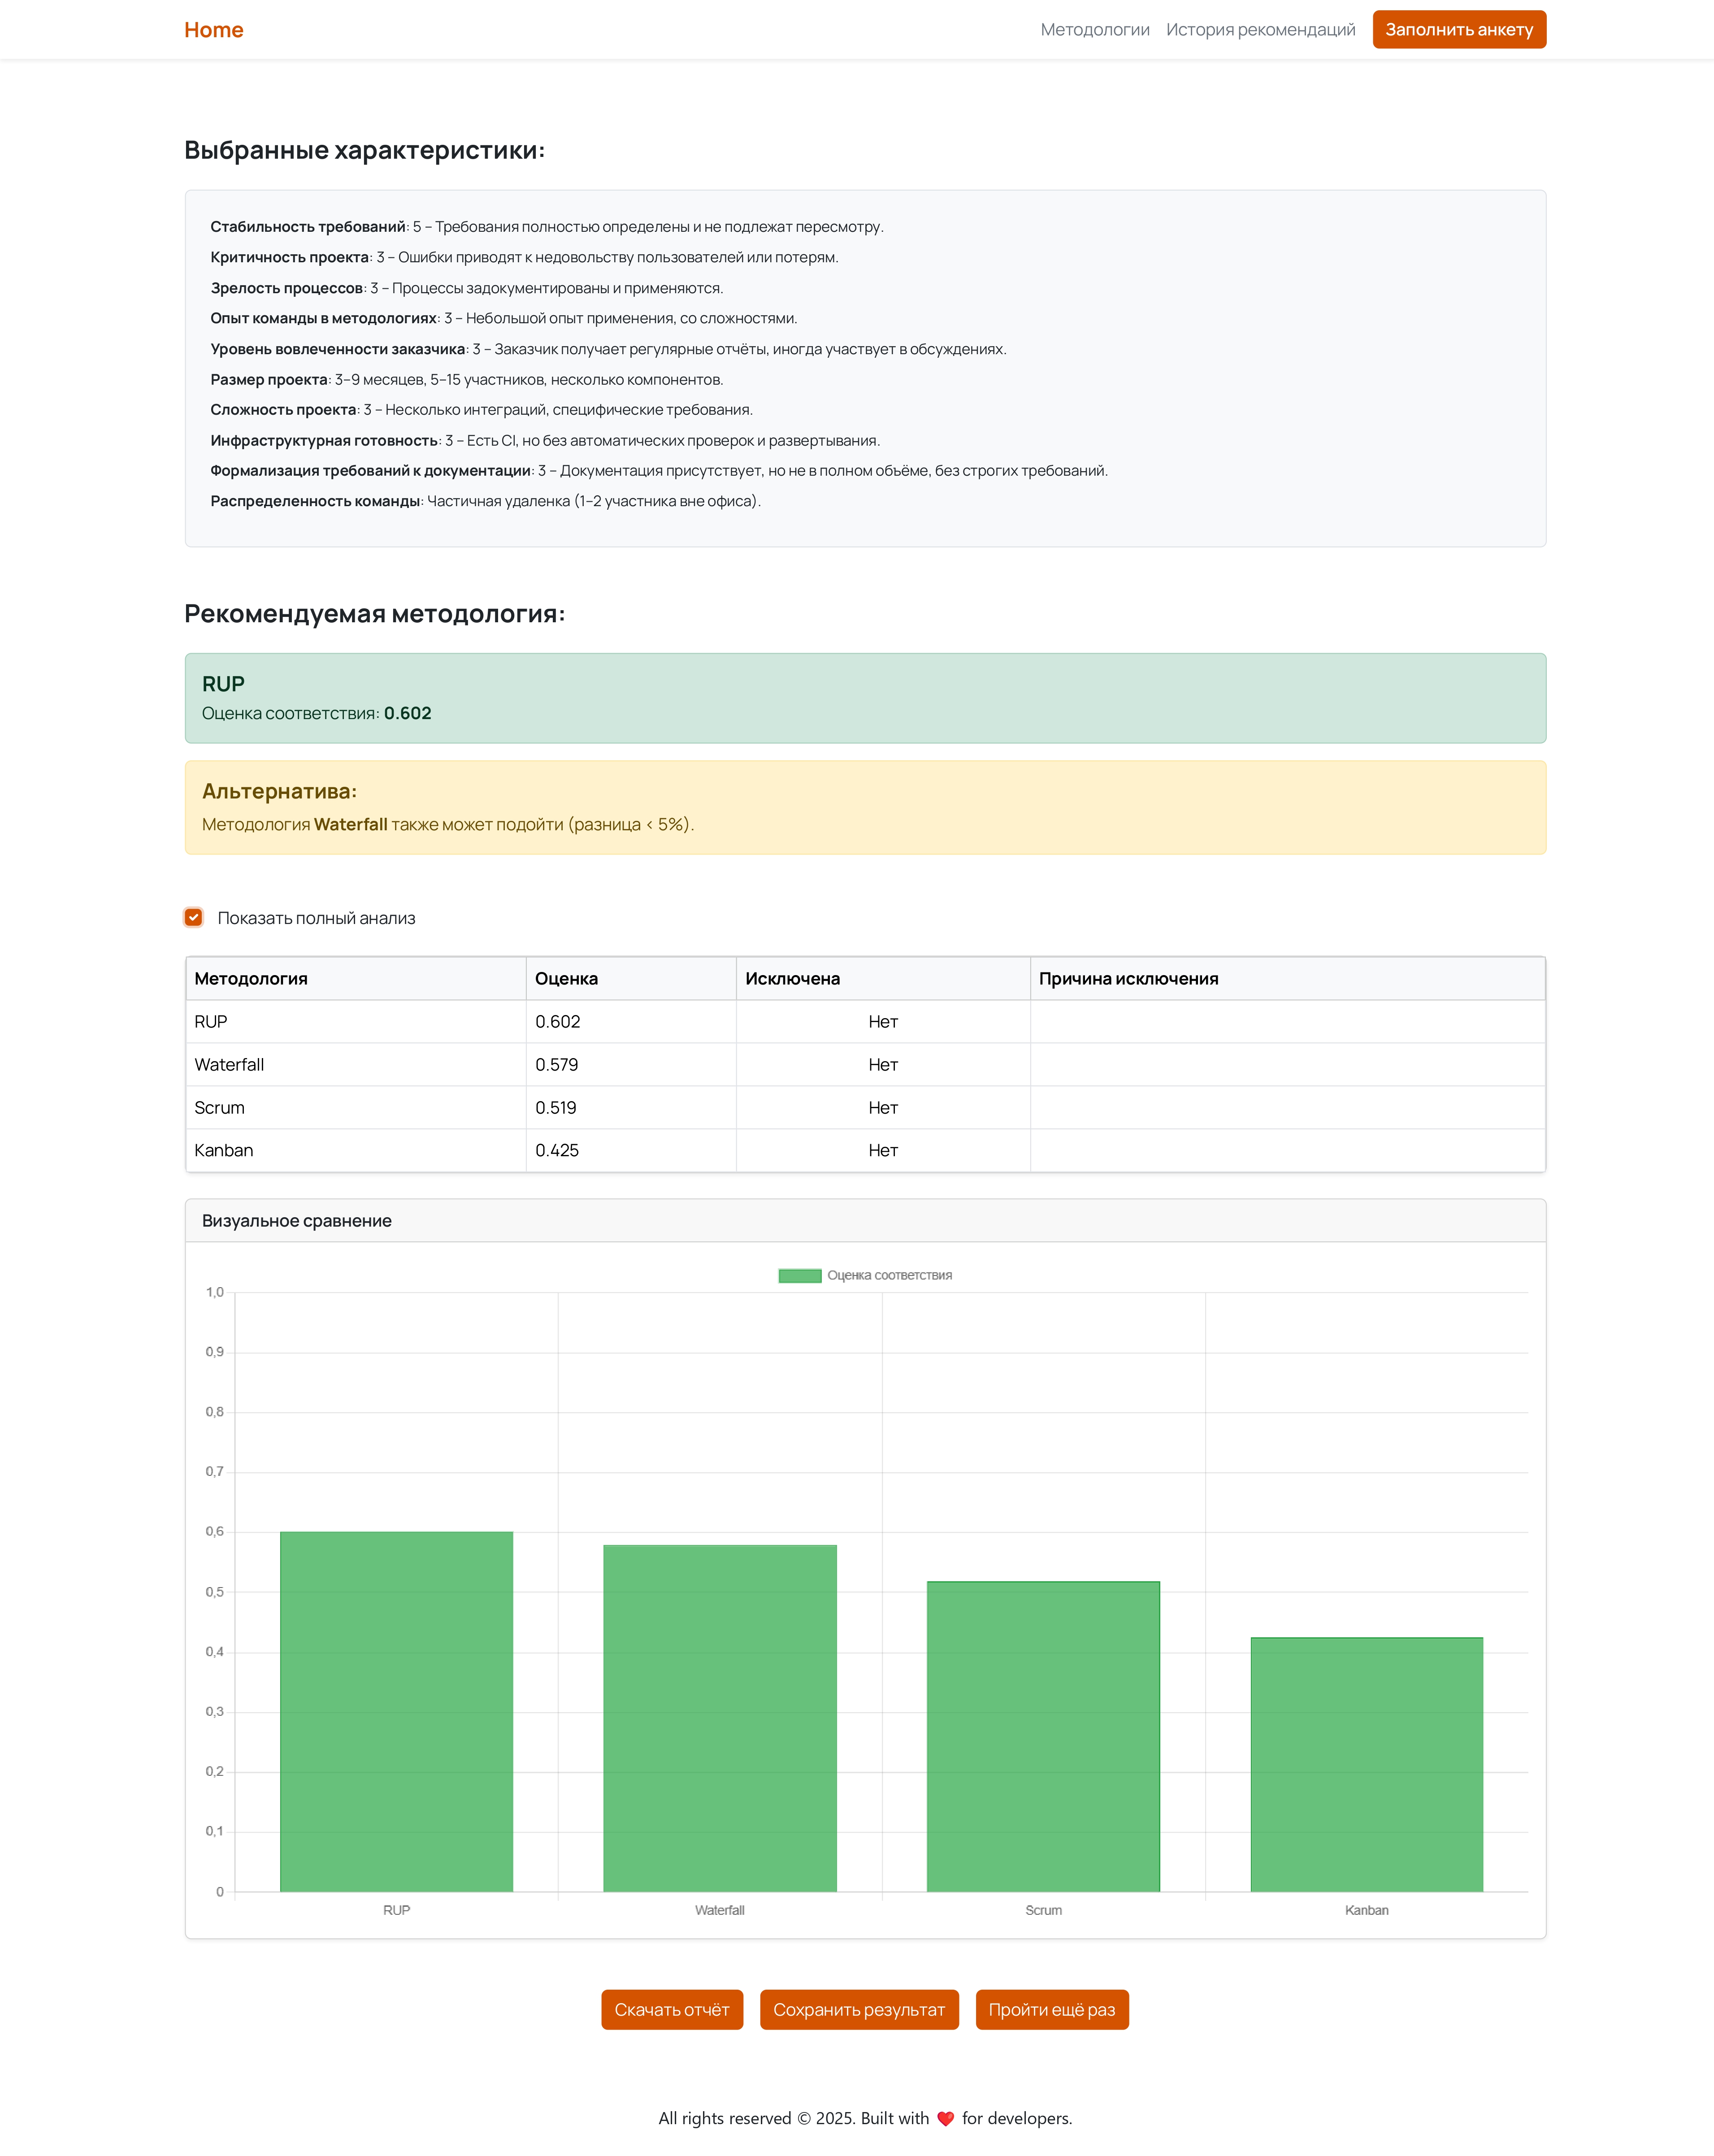 Home
Методологии
История рекомендаций
Заполнить анкету
Выбранные характеристики:
Стабильность требований: 5 – Требования полностью определены и не подлежат пересмотру.
Критичность проекта: 3 – Ошибки приводят к недовольству пользователей или потерям.
Зрелость процессов: 3 – Процессы задокументированы и применяются.
Опыт команды в методологиях: 3 – Небольшой опыт применения, со сложностями.
Уровень вовлеченности заказчика: 3 – Заказчик получает регулярные отчёты, иногда участвует в обсуждениях.
Размер проекта: 3–9 месяцев, 5–15 участников, несколько компонентов.
Сложность проекта: 3 – Несколько интеграций, специфические требования.
Инфраструктурная готовность: 3 – Есть CI, но без автоматических проверок и развертывания.
Формализация требований к документации: 3 – Документация присутствует, но не в полном объёме, без строгих требований.
Распределенность команды: Частичная удаленка (1–2 участника вне офиса).
Рекомендуемая методология:
RUP
Оценка соответствия: 0.602
Альтернатива:
Методология Waterfall также может подойти (разница < 5%).
Показать полный анализ
Методология Оценка Исключена Причина исключения
RUP 0.602 Нет
Waterfall 0.579 Нет
Scrum 0.519 Нет
Kanban 0.425 Нет
Визуальное сравнение
Оценка соответствия
1,0
0,9
0,8
0,7
0,6
0,5
0,4
0,3
0,2
0,1
0
RUP Waterfall Scrum Kanban
Скачать отчёт
Сохранить результат
Пройти ещё раз
All rights reserved © 2025. Built with ❤️ for developers.